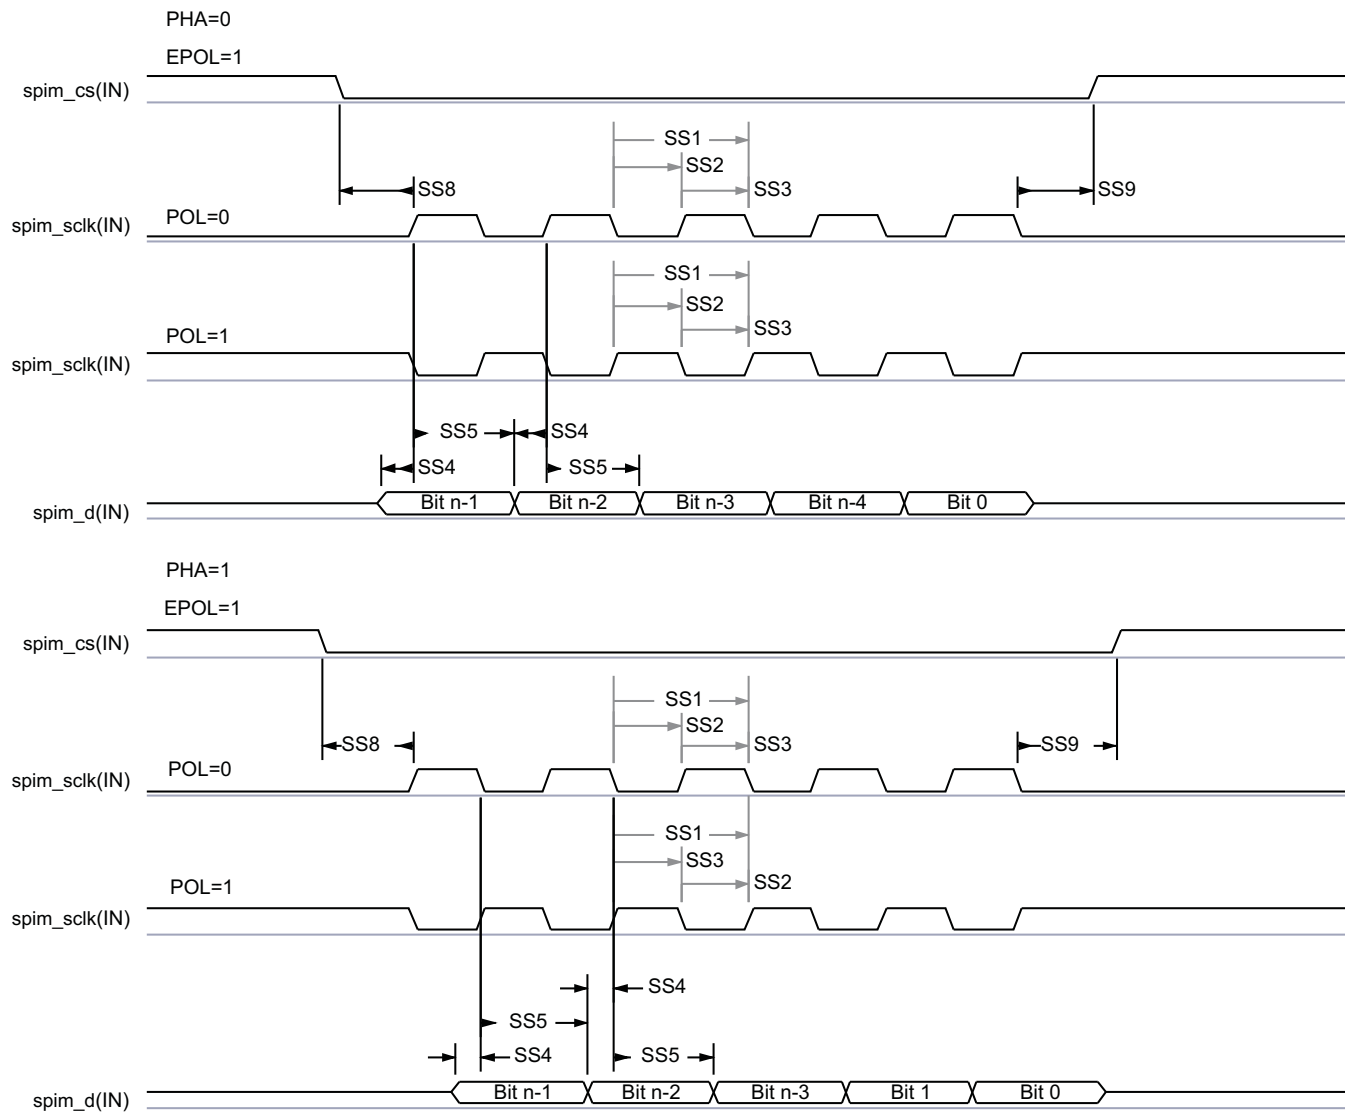 PHA=0
EPOL=1
spim_cs(IN)
SS1
SS2
SS8
SS3
SS9
POL=0
spim_sclk(IN)
SS1
SS2
SS3
POL=1
spim_sclk(IN)
SS5
SS4
SS4
SS5
Bit n-1 Bit n-2 Bit n-3 Bit n-4 Bit 0
spim_d(IN)
PHA=1
EPOL=1
spim_cs(IN)
SS1
SS2
SS8
SS3
SS9
POL=0
spim_sclk(IN)
SS1
SS3
SS2
POL=1
spim_sclk(IN)
SS4
SS5
SS4
SS5
Bit n-1 Bit n-2 Bit n-3 Bit 1 Bit 0
spim_d(IN)